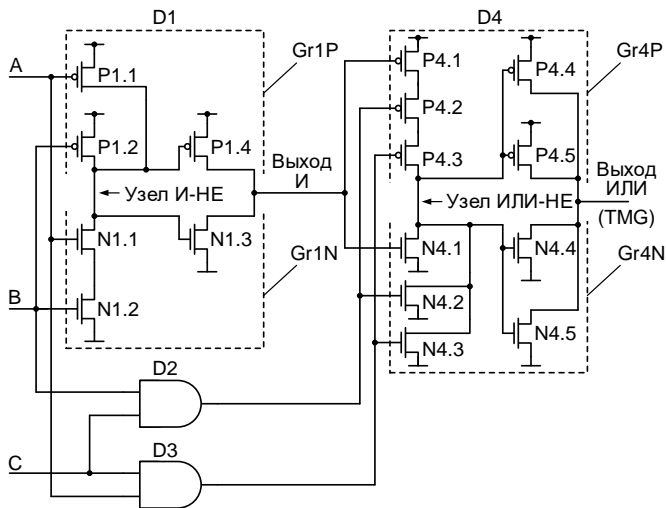 D1
D4
Gr1P
Gr4P
A
P1.1
P4.1
P4.4
P4.2
B
P1.2
P1.4
P4.3
P4.5
Выход
И
Выход
ИЛИ
(TMG)
Узел И-НЕ
Узел ИЛИ-НЕ
N1.1
N1.3
N4.1
N4.4
Gr1N
Gr4N
N1.2
N4.2
N4.3
N4.5
D2
C
D3